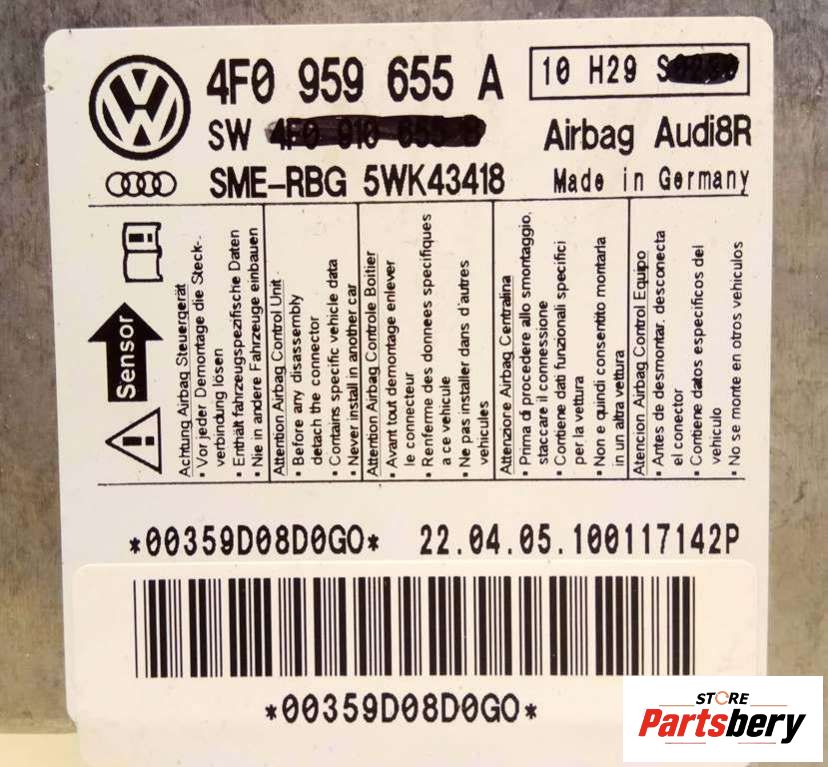 4F0 959 655 A
10 H29
SW 4F0 910 655 B
Airbag Audi8R
SME-RBG 5WK43418
Made in Germany
Sensor
Achtung Airbag Steuergerät
• Vor jeder Demontage die Steck-
verbindung lösen
• Enthält fahrzeugspezifische Daten
• Nie in andere Fahrzeuge einbauen
Attention Airbag Control Unit
• Before any disassembly
detach the connector
• Contains specific vehicle data
• Never install in another car
Attention Airbag Controle Boitier
• Avant tout demontage enlever
le connecteur
• Renferme des donnees specifiques
a ce vehicule
• Ne pas installer dans d'autres
vehicules
Attenzione Airbag Centralina
• Prima di procedere allo smontaggio,
staccare il connessione
• Contiene dati funzionali specifici
per la vettura
• Non e quindi consentito montarla
in un altra vettura
Atencion Airbag Control Equipo
• Antes de desmontar, desconecta
el conector
• Contiene datos especificos del
vehiculo
• No se monte en otros vehiculos
*00359D08D0GO*
22.04.05.100117142P
*00359D08D0GO*
STORE
Partsbery